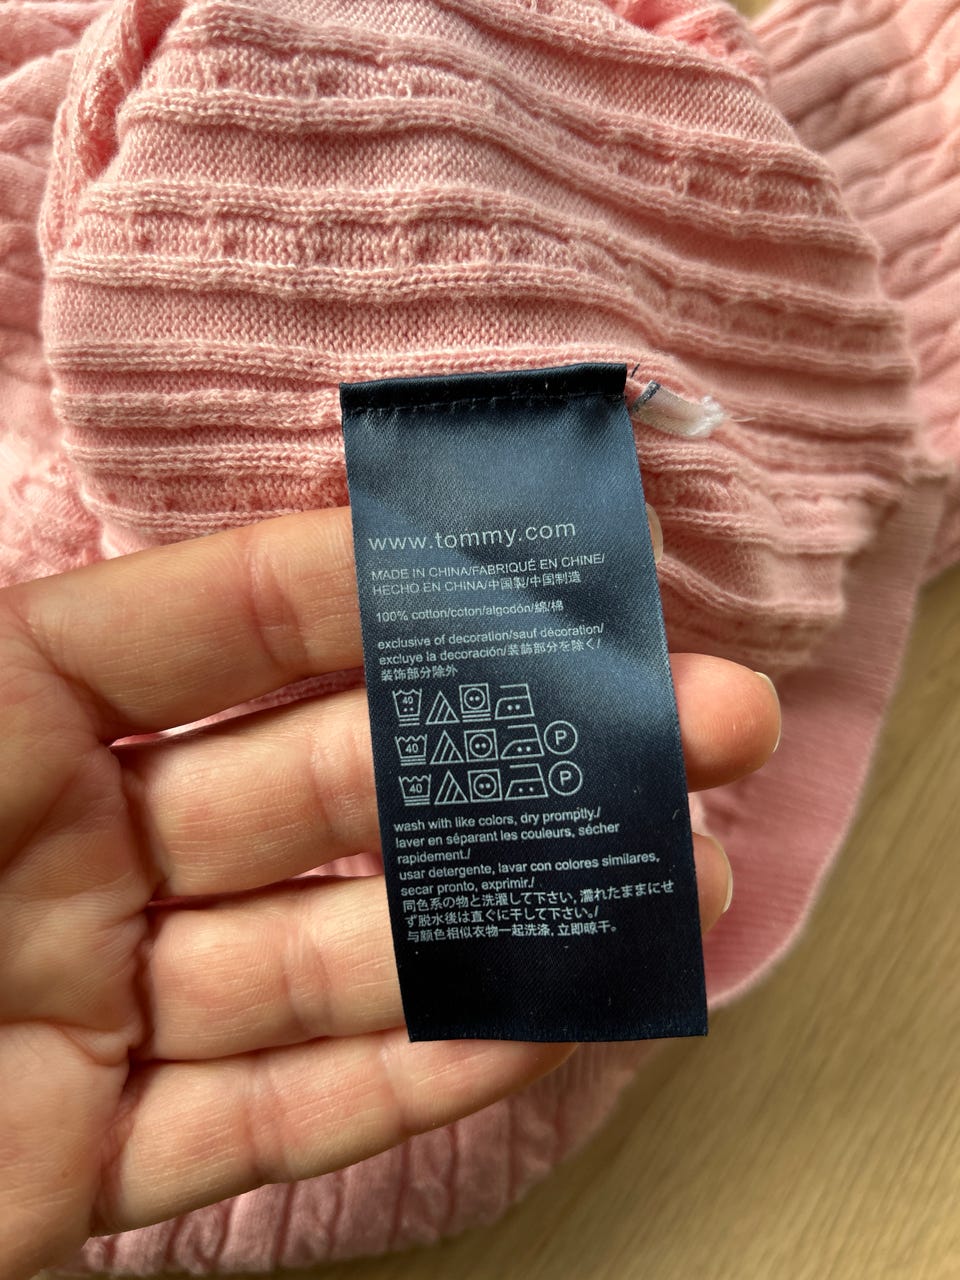 www.tommy.com
MADE IN CHINA/FABRIQUÉ EN CHINE/
HECHO EN CHINA/中国製/中国制造
100% cotton/coton/algodón/綿/棉
exclusive of decoration/sauf décoration/
excluye la decoración/装飾部分を除く/
装饰部分除外
40
40 P
40 P
wash with like colors, dry promptly./
laver en séparant les couleurs, sécher
rapidement./
usar detergente, lavar con colores similares,
secar pronto, exprimir./
同色系の物と洗濯して下さい, 濡れたままにせ
ず脱水後は直ぐに干して下さい。/
与颜色相似衣物一起洗涤, 立即晾干。